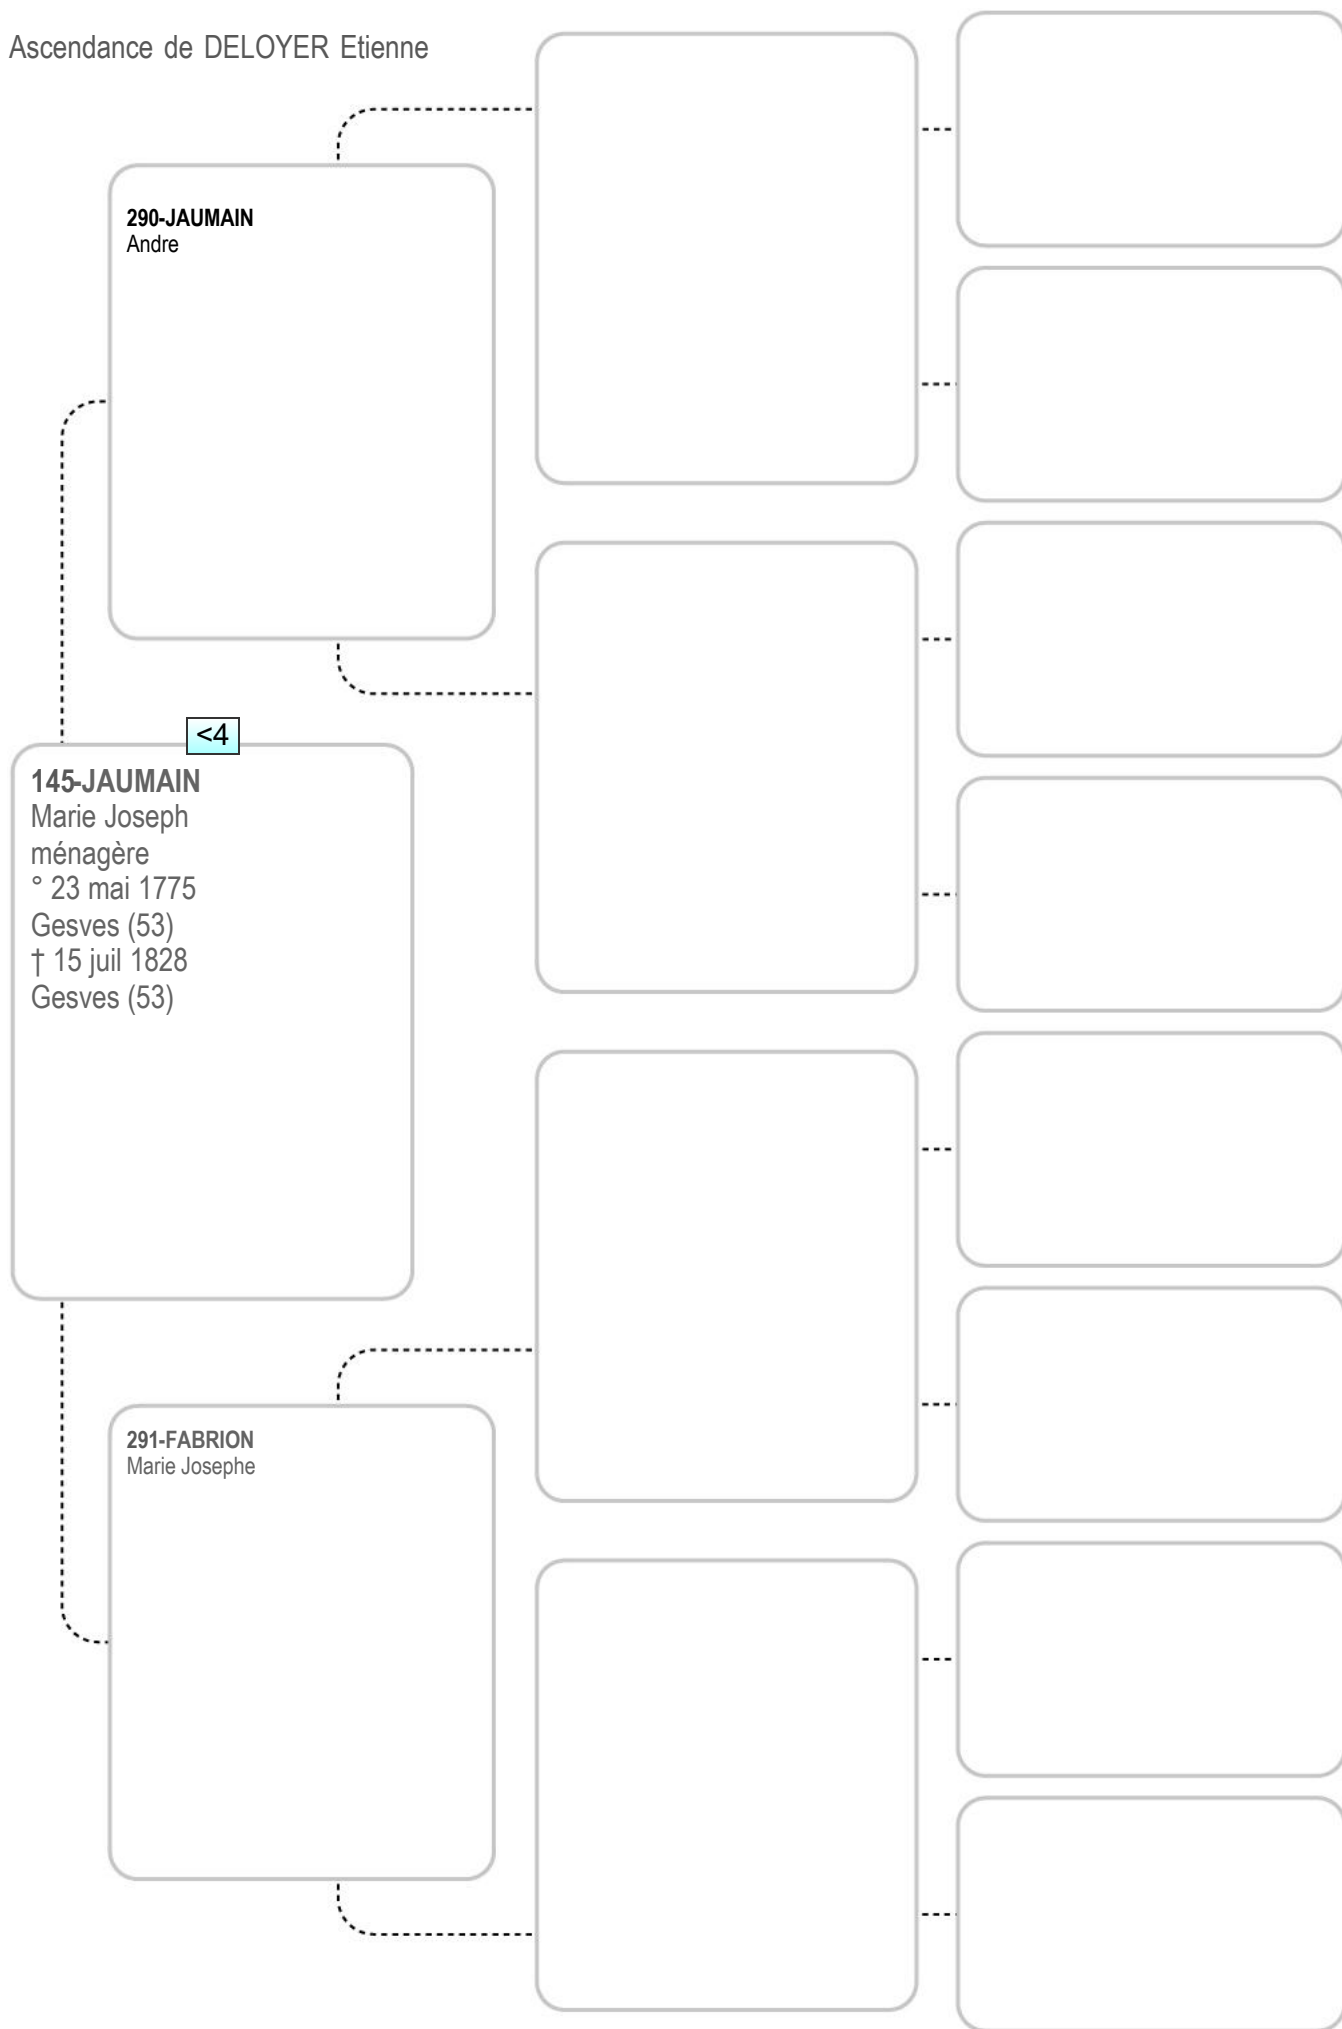 Ascendance de DELOYER Etienne
290-JAUMAIN
Andre
<4
145-JAUMAIN
Marie Joseph
ménagère
° 23 mai 1775
Gesves (53)
† 15 juil 1828
Gesves (53)
291-FABRION
Marie Josephe